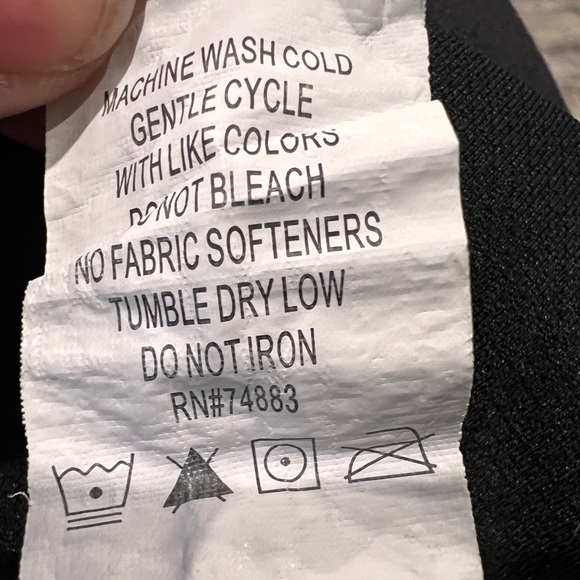 MACHINE WASH COLD
GENTLE CYCLE
WITH LIKE COLORS
DO NOT BLEACH
NO FABRIC SOFTENERS
TUMBLE DRY LOW
DO NOT IRON
RN#74883